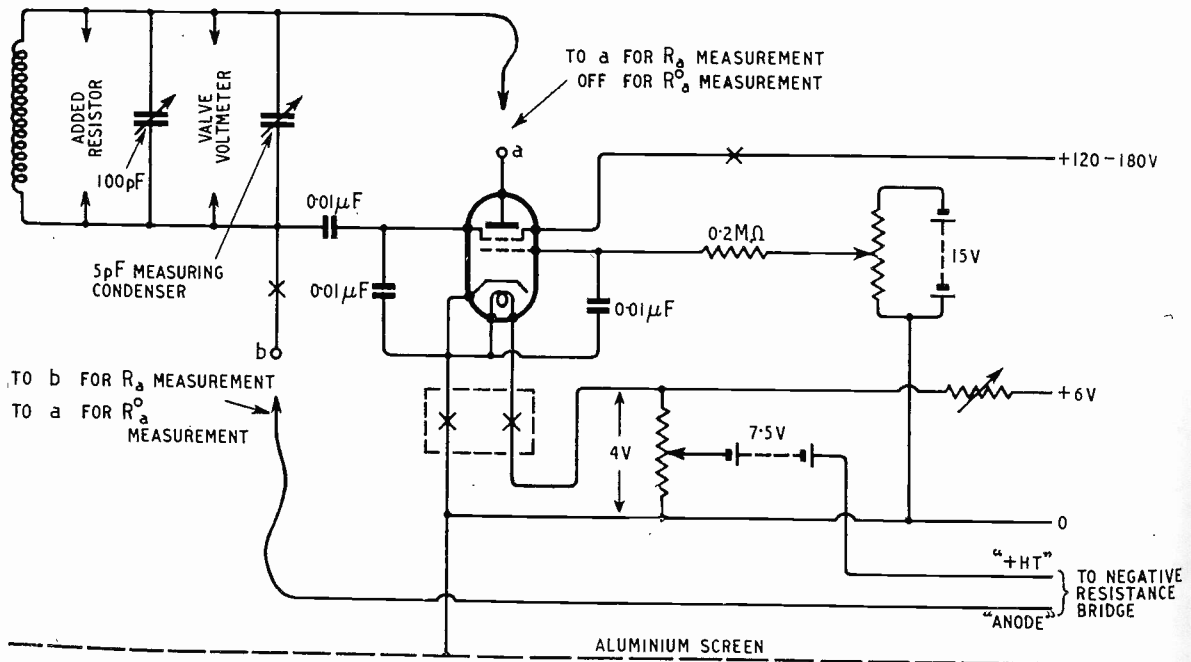 TO a FOR Ra MEASUREMENT
OFF FOR R°a MEASUREMENT
ADDED
RESISTOR
100pF
VALVE
VOLTMETER
a
+120-180V
0·01µF
0·2MΩ
15V
5pF MEASURING
CONDENSER
0·01µF
0·01µF
b
TO b FOR Ra MEASUREMENT
TO a FOR R°a
MEASUREMENT
+6V
4V
7·5V
0
"+HT"
TO NEGATIVE
RESISTANCE
BRIDGE
"ANODE"
ALUMINIUM SCREEN